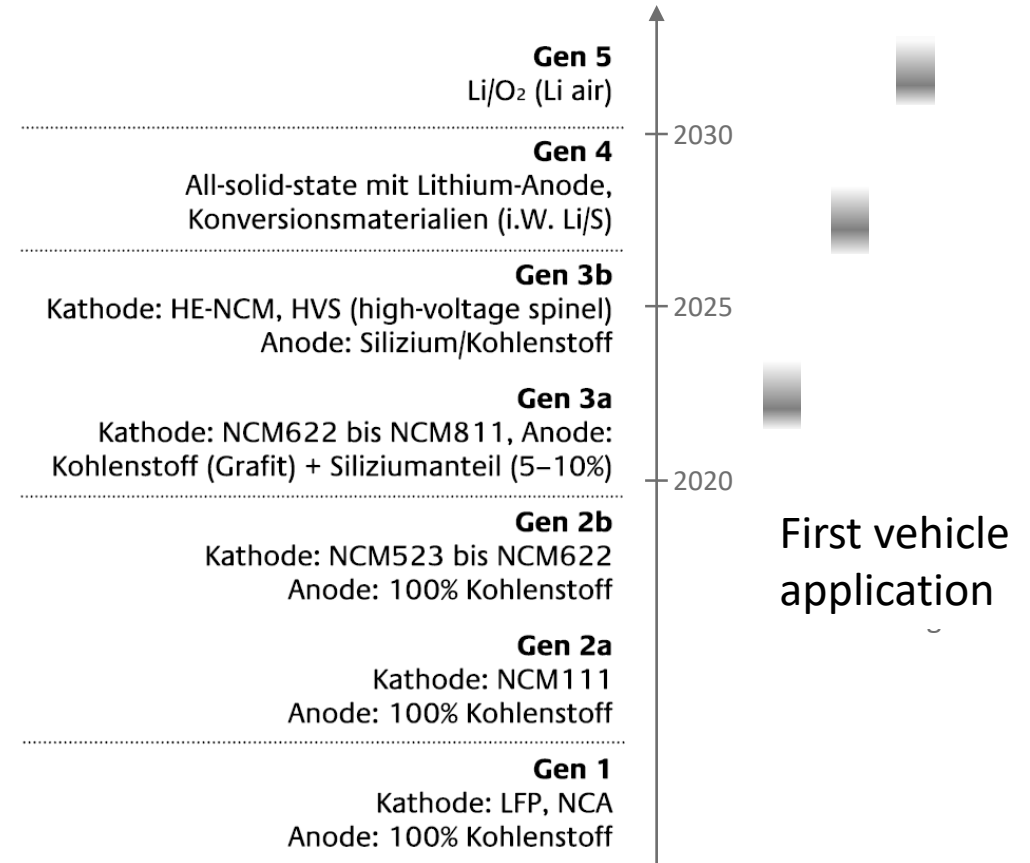 Gen 5
Li/O₂ (Li air)
2030
Gen 4
All-solid-state mit Lithium-Anode,
Konversionsmaterialien (i.W. Li/S)
Gen 3b
Kathode: HE-NCM, HVS (high-voltage spinel)
2025
Anode: Silizium/Kohlenstoff
Gen 3a
Kathode: NCM622 bis NCM811, Anode:
Kohlenstoff (Grafit) + Siliziumanteil (5–10%)
2020
Gen 2b
Kathode: NCM523 bis NCM622
Anode: 100% Kohlenstoff
First vehicle
application
Gen 2a
Kathode: NCM111
Anode: 100% Kohlenstoff
Gen 1
Kathode: LFP, NCA
Anode: 100% Kohlenstoff